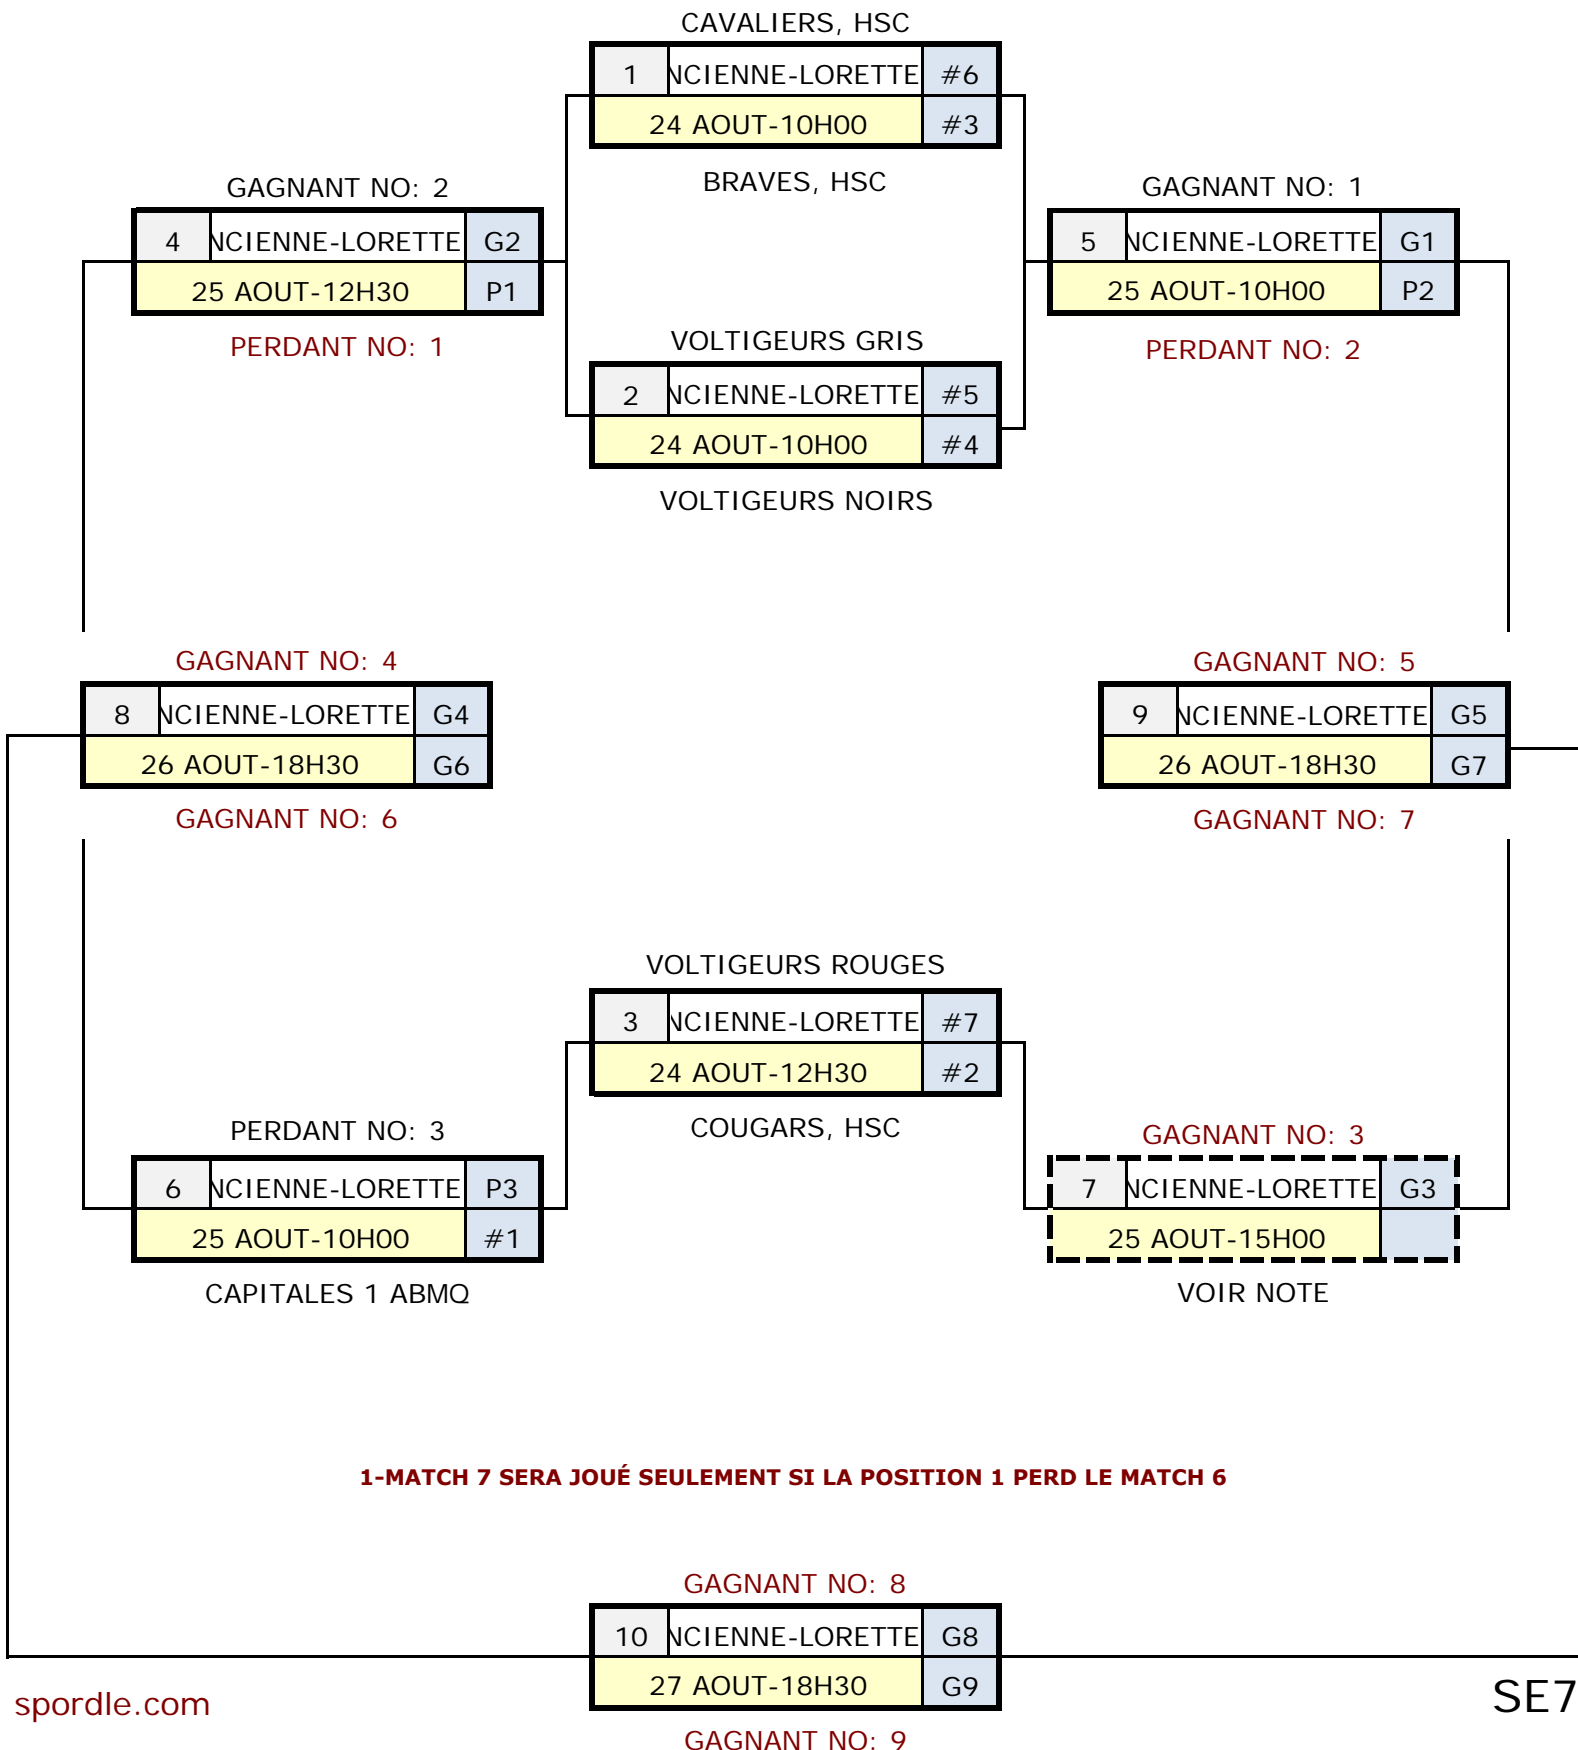 CAVALIERS, HSC
1 NCIENNE-LORETTE #6
24 AOUT-10H00 #3
BRAVES, HSC
GAGNANT NO: 2
4 NCIENNE-LORETTE G2
25 AOUT-12H30 P1
PERDANT NO: 1
GAGNANT NO: 1
5 NCIENNE-LORETTE G1
25 AOUT-10H00 P2
PERDANT NO: 2
VOLTIGEURS GRIS
2 NCIENNE-LORETTE #5
24 AOUT-10H00 #4
VOLTIGEURS NOIRS
GAGNANT NO: 4
8 NCIENNE-LORETTE G4
26 AOUT-18H30 G6
GAGNANT NO: 6
GAGNANT NO: 5
9 NCIENNE-LORETTE G5
26 AOUT-18H30 G7
GAGNANT NO: 7
VOLTIGEURS ROUGES
3 NCIENNE-LORETTE #7
24 AOUT-12H30 #2
COUGARS, HSC
PERDANT NO: 3
6 NCIENNE-LORETTE P3
25 AOUT-10H00 #1
CAPITALES 1 ABMQ
GAGNANT NO: 3
7 NCIENNE-LORETTE G3
25 AOUT-15H00
VOIR NOTE
1-MATCH 7 SERA JOUÉ SEULEMENT SI LA POSITION 1 PERD LE MATCH 6
GAGNANT NO: 8
10 NCIENNE-LORETTE G8
27 AOUT-18H30 G9
GAGNANT NO: 9
spordle.com
SE7